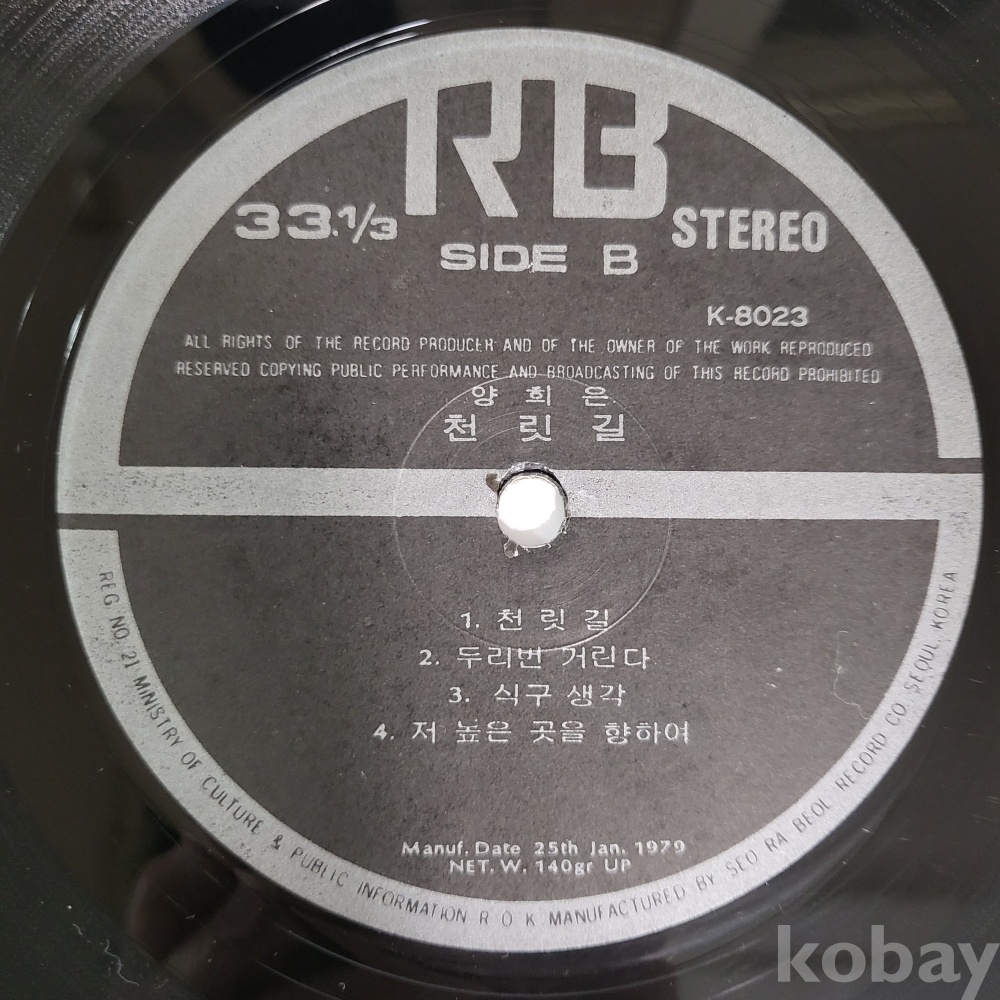 RB
33.1/3
STEREO
SIDE B
K-8023
ALL RIGHTS OF THE RECORD PRODUCER AND OF THE OWNER OF THE WORK REPRODUCED
RESERVED COPYING PUBLIC PERFORMANCE AND BROADCASTING OF THIS RECORD PROHIBITED
양 희 은
천 릿 길
1. 천 릿 길
2. 두리번 거린다
3. 식구 생각
4. 저 높은 곳을 향하여
Manuf. Date 25th Jan. 1979
NET. W. 140gr UP
REG NO. 21 MINISTRY OF CULTURE & PUBLIC INFORMATION R O K MANUFACTURED BY SEO RA BEOL RECORD CO. SEOUL KOREA
kobay